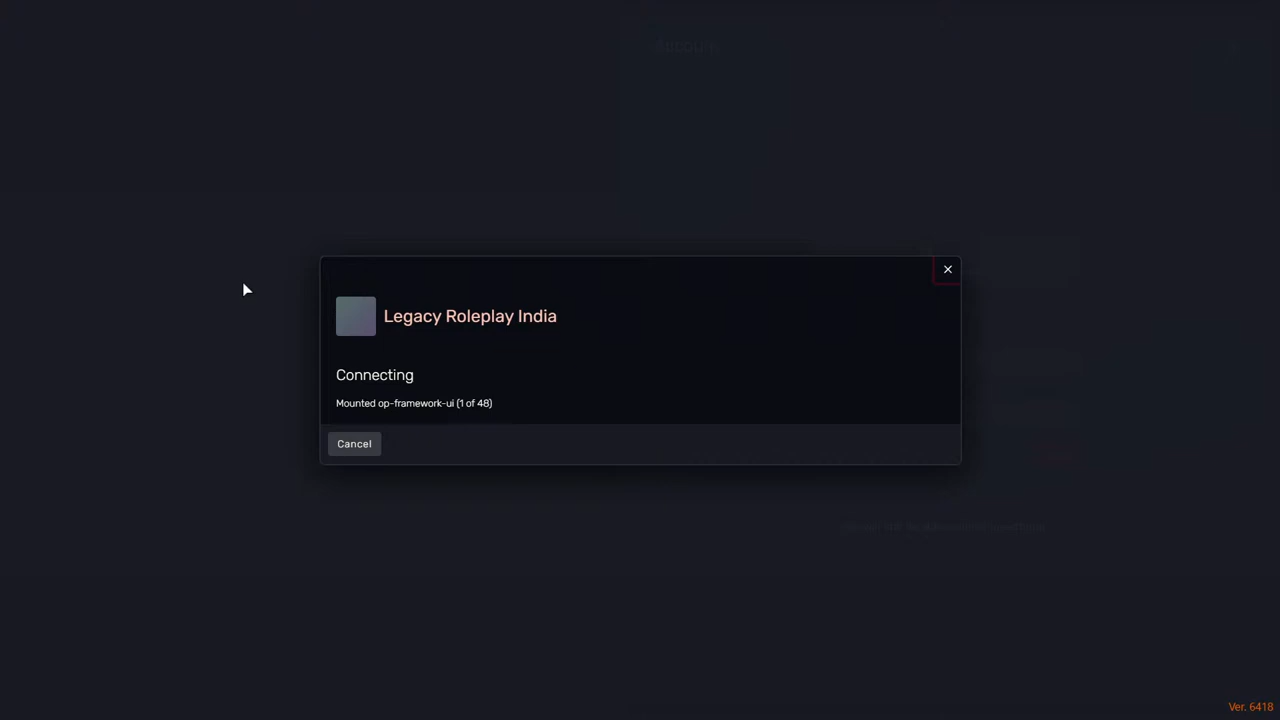 Legacy Roleplay India
Connecting
Mounted op-framework-ui (1 of 48)
Cancel
Ver. 6418